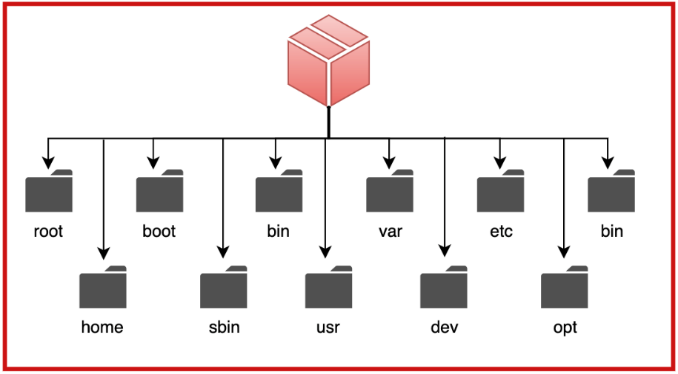 root boot bin var etc bin
home sbin usr dev opt